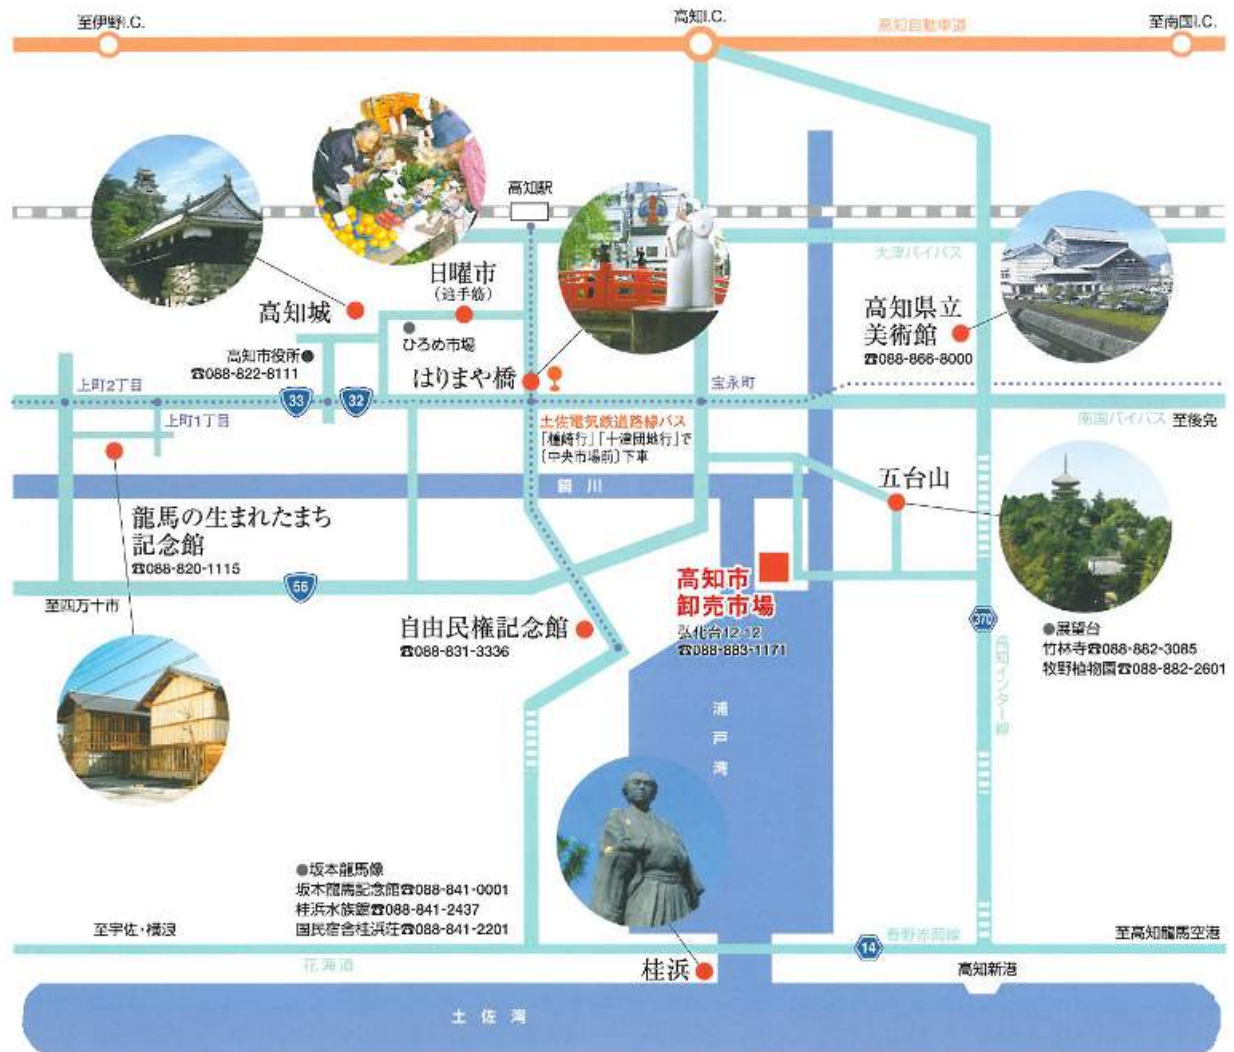 至伊野I.C.
高知I.C.
至南国I.C.
高知自動車道
高知駅
大津バイパス
日曜市
(追手筋)
高知城
ひろめ市場
高知市役所
☎088-822-8111
はりまや橋
高知県立
美術館
☎088-866-8000
上町2丁目
上町1丁目
33
32
宝永町
土佐電気鉄道路線バス
「種崎行」「十津団地行」で
〔中央市場前〕下車
南国バイパス
至後免
鏡川
五台山
龍馬の生まれたまち
記念館
☎088-820-1115
56
至四万十市
高知市
卸売市場
弘化台12-12
☎088-883-1171
自由民権記念館
☎088-831-3336
370
高知インター線
●展望台
竹林寺☎088-882-3085
牧野植物園☎088-882-2601
浦戸湾
●坂本龍馬像
坂本龍馬記念館☎088-841-0001
桂浜水族館☎088-841-2437
国民宿舎桂浜荘☎088-841-2201
至宇佐・横浪
花海道
桂浜
14
春野赤岡線
至高知龍馬空港
高知新港
土佐湾